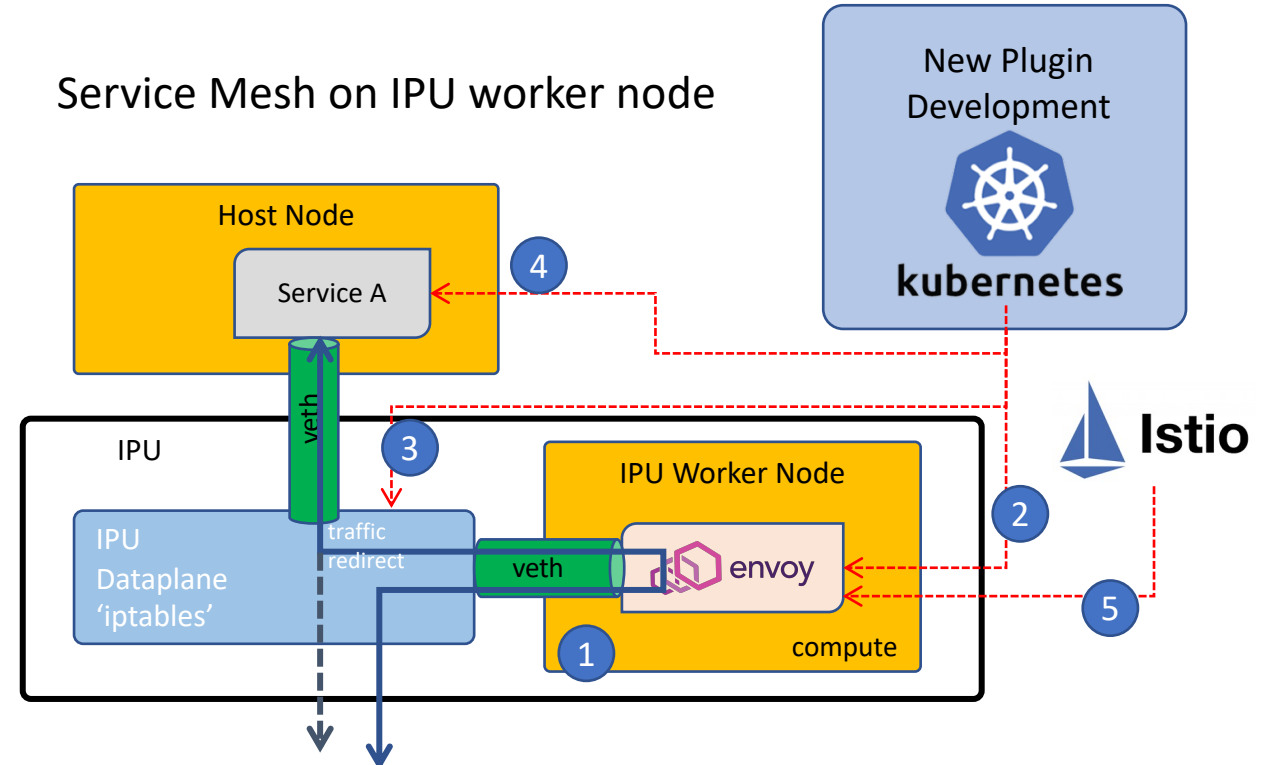 Service Mesh on IPU worker node
New Plugin
Development
kubernetes
Host Node
Service A
4
veth
Istio
IPU
3
IPU Worker Node
2
IPU
Dataplane
‘iptables’
traffic
redirect
veth
envoy
5
1
compute